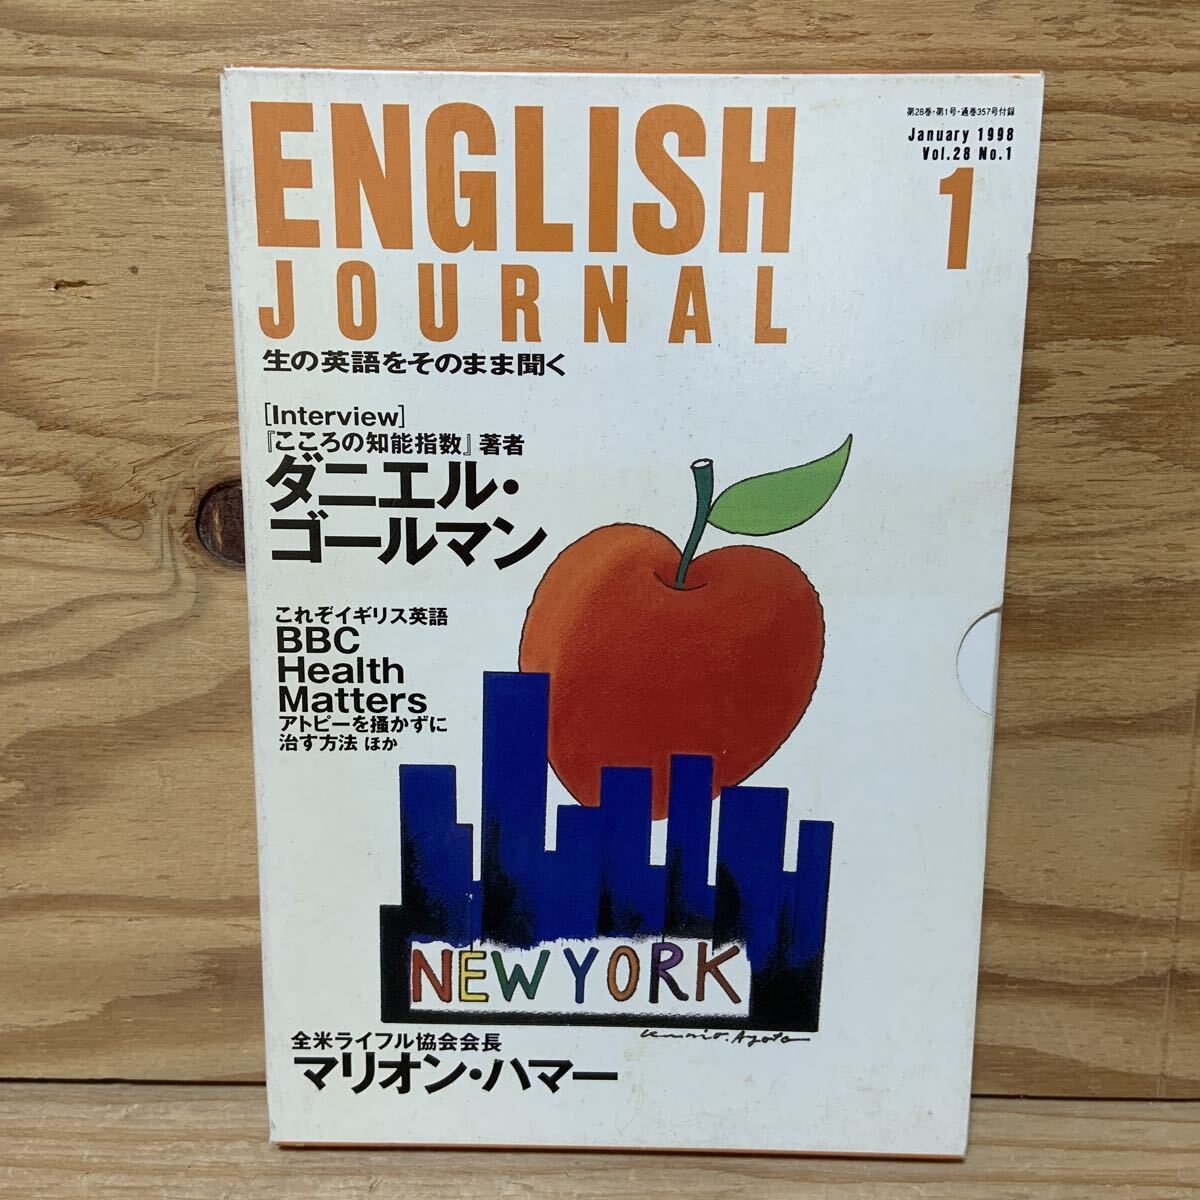 ENGLISH
JOURNAL
第28巻・第1号・通巻357号付録
January 1998
Vol.28 No.1
1
生の英語をそのまま聞く
[Interview]
『こころの知能指数』著者
ダニエル・
ゴールマン
これぞイギリス英語
BBC
Health
Matters
アトピーを掻かずに
治す方法 ほか
NEW YORK
全米ライフル協会会長
マリオン・ハマー